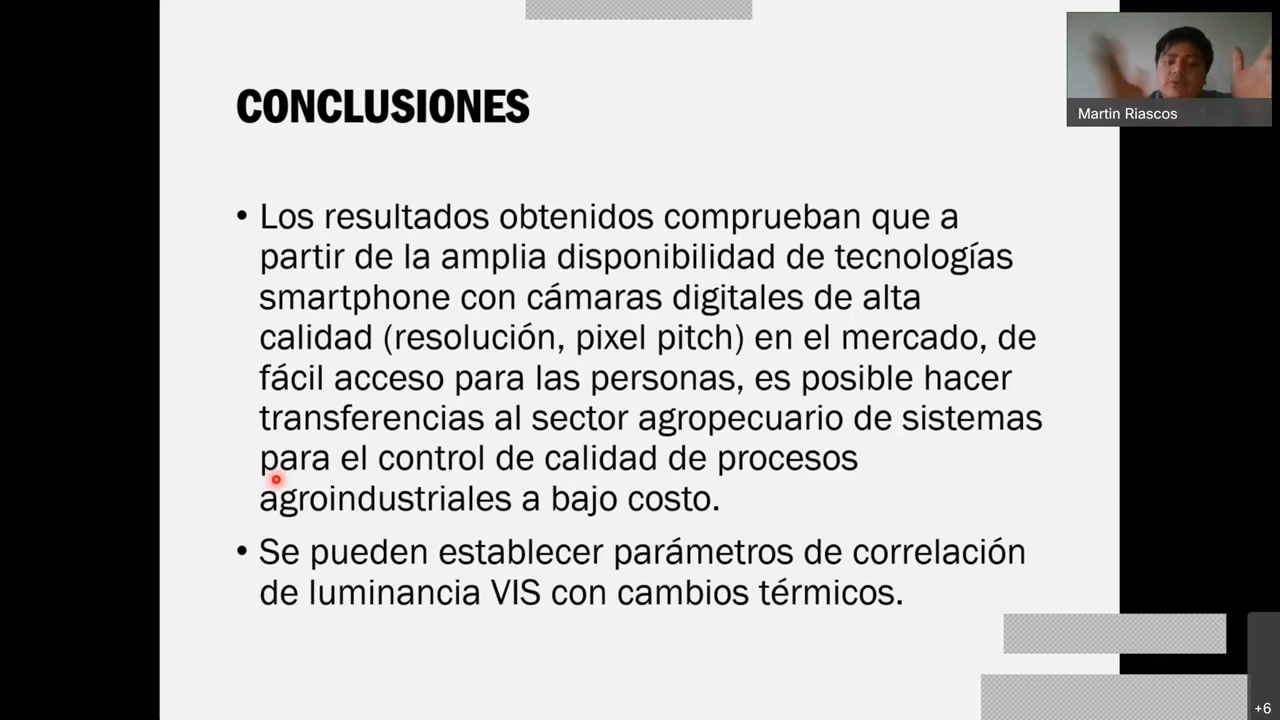 CONCLUSIONES
Martin Riascos
• Los resultados obtenidos comprueban que a
partir de la amplia disponibilidad de tecnologías
smartphone con cámaras digitales de alta
calidad (resolución, pixel pitch) en el mercado, de
fácil acceso para las personas, es posible hacer
transferencias al sector agropecuario de sistemas
para el control de calidad de procesos
agroindustriales a bajo costo.
• Se pueden establecer parámetros de correlación
de luminancia VIS con cambios térmicos.
+6